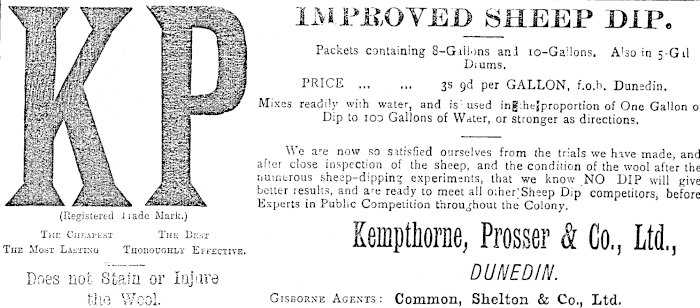 KP
(Registered Trade Mark.)
THE CHEAPEST THE BEST
THE MOST LASTING THOROUGHLY EFFECTIVE.
Does not Stain or Injure
the Wool.
IMPROVED SHEEP DIP.
Packets containing 8-Gallons and 10-Gallons. Also in 5-Gal
Drums.
PRICE ... ... 3s 9d per GALLON, f.o.b. Dunedin.
Mixes readily with water, and is used in the proportion of One Gallon o
Dip to 100 Gallons of Water, or stronger as directions.
We are now so satisfied ourselves from the trials we have made, and
after close inspection of the sheep, and the condition of the wool after the
numerous sheep-dipping experiments, that we know NO DIP will give
better results, and are ready to meet all other Sheep Dip competitors, before
Experts in Public Competition throughout the Colony.
Kempthorne, Prosser & Co., Ltd.,
DUNEDIN.
GISBORNE AGENTS: Common, Shelton & Co., Ltd.